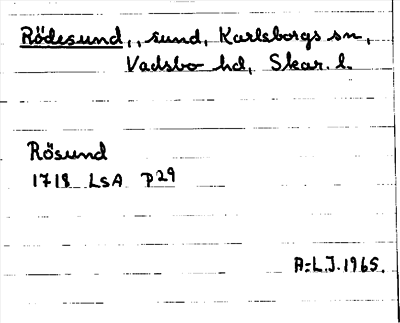 Rödesund,, sund, Karlsborgs sn,
Vadsbo hd, Skar. l.
Rösund
1718 LSA P29
A-L.J. 1965.